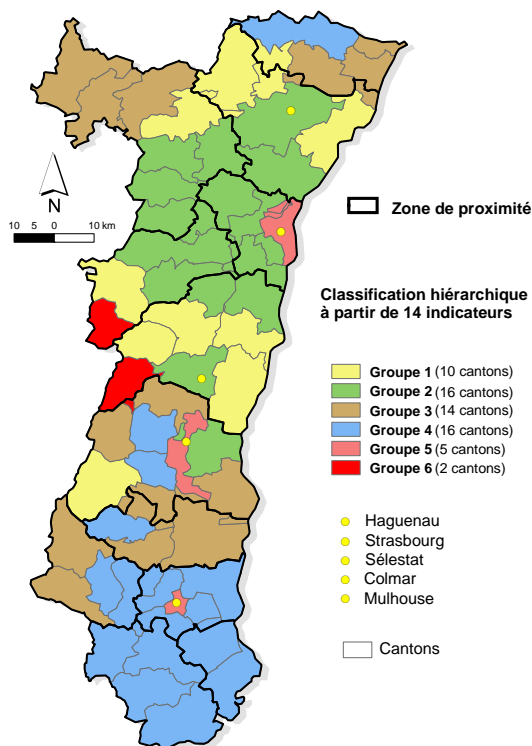 N
10 5 0 10 km
Zone de proximité
Classification hiérarchique
à partir de 14 indicateurs
Groupe 1 (10 cantons)
Groupe 2 (16 cantons)
Groupe 3 (14 cantons)
Groupe 4 (16 cantons)
Groupe 5 (5 cantons)
Groupe 6 (2 cantons)
Haguenau
Strasbourg
Sélestat
Colmar
Mulhouse
Cantons